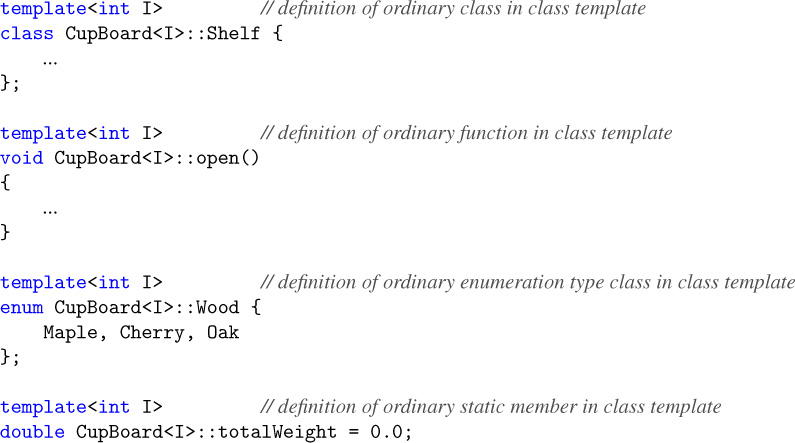 template<int I> // definition of ordinary class in class template
class CupBoard<I>::Shelf {
...
};
template<int I> // definition of ordinary function in class template
void CupBoard<I>::open()
{
...
}
template<int I> // definition of ordinary enumeration type class in class template
enum CupBoard<I>::Wood {
Maple, Cherry, Oak
};
template<int I> // definition of ordinary static member in class template
double CupBoard<I>::totalWeight = 0.0;